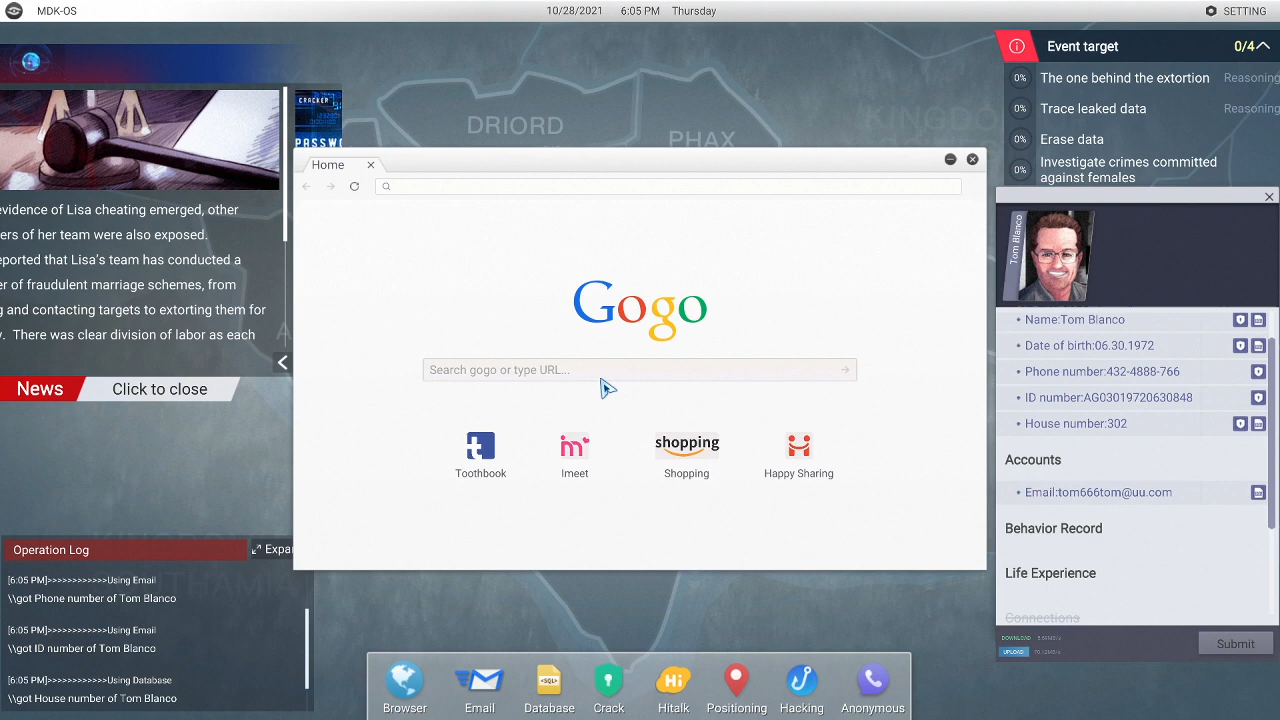 MDK-OS
10/28/2021 6:05 PM Thursday
SETTING
DRIORD
PHAX
KINGDO
CRACKER
PASSWO
evidence of Lisa cheating emerged, other
ers of her team were also exposed.
eported that Lisa's team has conducted a
er of fraudulent marriage schemes, from
g and contacting targets to extorting them for
y. There was clear division of labor as each
News
Click to close
Operation Log
Expan
[6:05 PM]>>>>>>>>>>>>Using Email
\\got Phone number of Tom Blanco
[6:05 PM]>>>>>>>>>>>>Using Email
\\got ID number of Tom Blanco
[6:05 PM]>>>>>>>>>>>>Using Database
\\got House number of Tom Blanco
Home
Gogo
Search gogo or type URL...
Toothbook
Imeet
shopping
Shopping
Happy Sharing
Event target
0/4
0% The one behind the extortion Reasoning
0% Trace leaked data Reasoning
0% Erase data
0% Investigate crimes committed
against females
Tom Blanco
• Name:Tom Blanco
• Date of birth:06.30.1972
• Phone number:432-4888-766
• ID number:AG03019720630848
• House number:302
Accounts
• Email:tom666tom@uu.com
Behavior Record
Life Experience
Connections
DOWNLOAD
UPLOAD
Submit
Browser
Email
<SQL>
Database
Crack
Hi
Hitalk
Positioning
Hacking
Anonymous